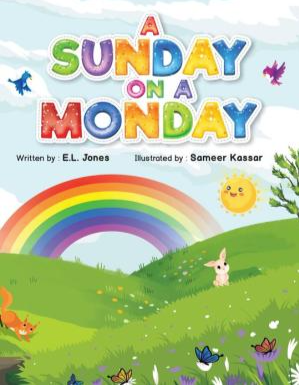 A
SUNDAY
ON A
MONDAY
Written by : E.L. Jones Illustrated by : Sameer Kassar